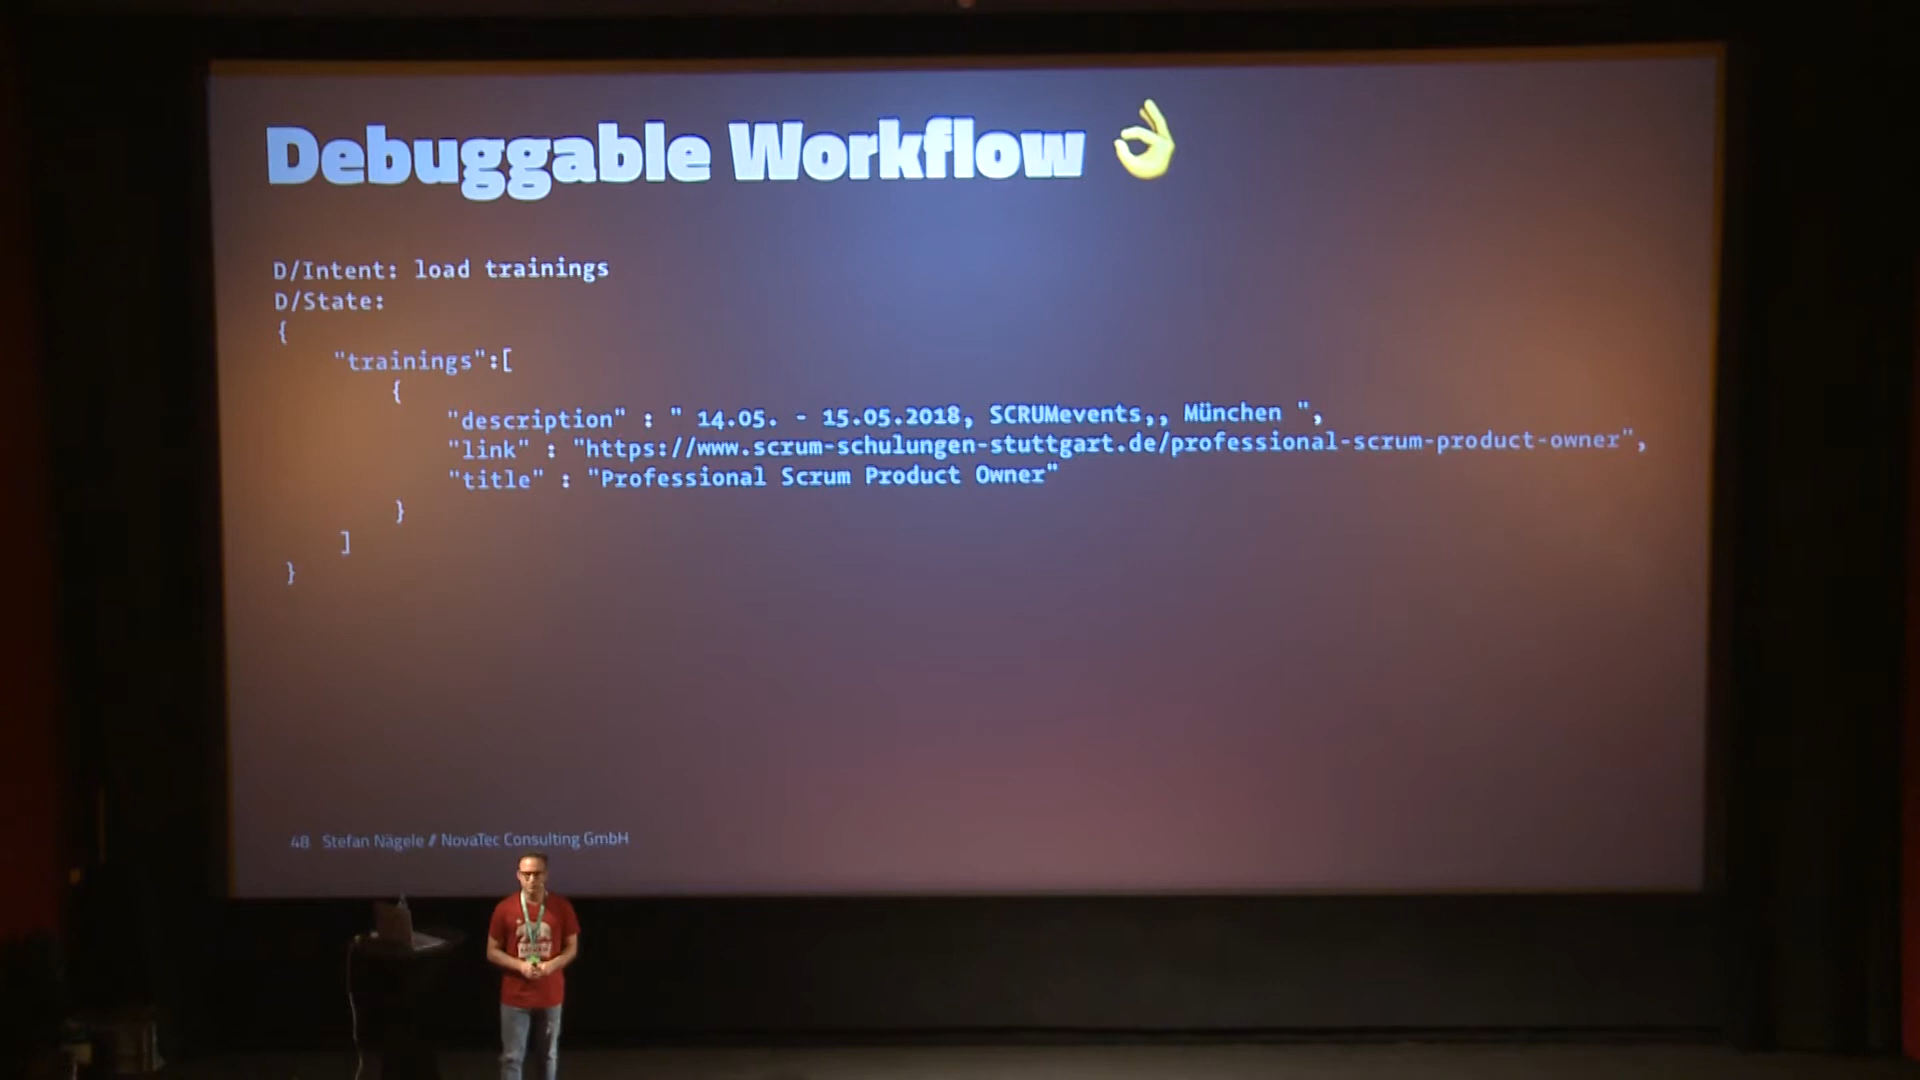 Debuggable Workflow 👌
D/Intent: load trainings
D/State:
{
"trainings":[
{
"description" : " 14.05. - 15.05.2018, SCRUMevents,, München ",
"link" : "https://www.scrum-schulungen-stuttgart.de/professional-scrum-product-owner",
"title" : "Professional Scrum Product Owner"
}
]
}
48 Stefan Nägele // NovaTec Consulting GmbH